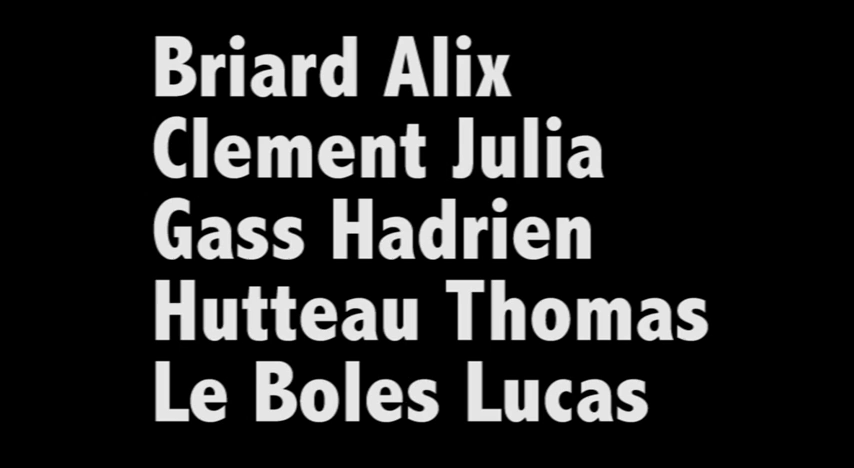 Briard Alix
Clement Julia
Gass Hadrien
Hutteau Thomas
Le Boles Lucas